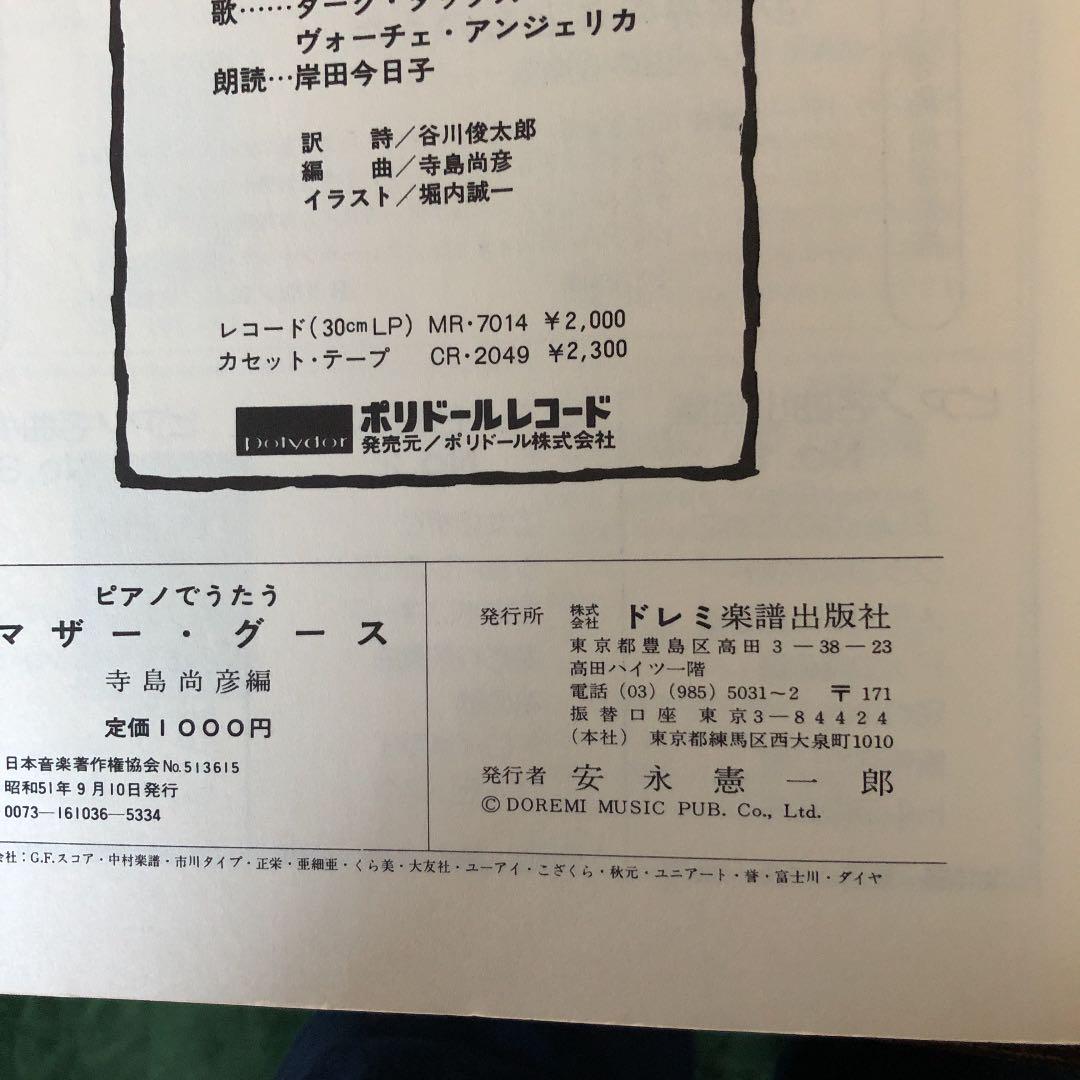 歌……ダーク・ダックス
ヴォーチェ・アンジェリカ
朗読…岸田今日子
訳　詩／谷川俊太郎
編　曲／寺島尚彦
イラスト／堀内誠一
レコード(30cmLP) MR・7014 ¥2,000
カセット・テープ CR・2049 ¥2,300
polydor ポリドールレコード
発売元／ポリドール株式会社
ピアノでうたう
マザー・グース
寺島尚彦編
定価1000円
日本音楽著作権協会No.513615
昭和51年9月10日発行
0073—161036—5334
発行所 株式会社 ドレミ楽譜出版社
東京都豊島区高田3—38—23
高田ハイツ一階
電話(03)(985)5031~2 〒171
振替口座 東京3—84424
(本社) 東京都練馬区西大泉町1010
発行者 安永憲一郎
©DOREMI MUSIC PUB. Co., Ltd.
社：G.F.スコア・中村楽譜・市川タイプ・正栄・亜細亜・くら美・大友社・ユーアイ・こざくら・秋元・ユニアート・誉・富士川・ダイヤ